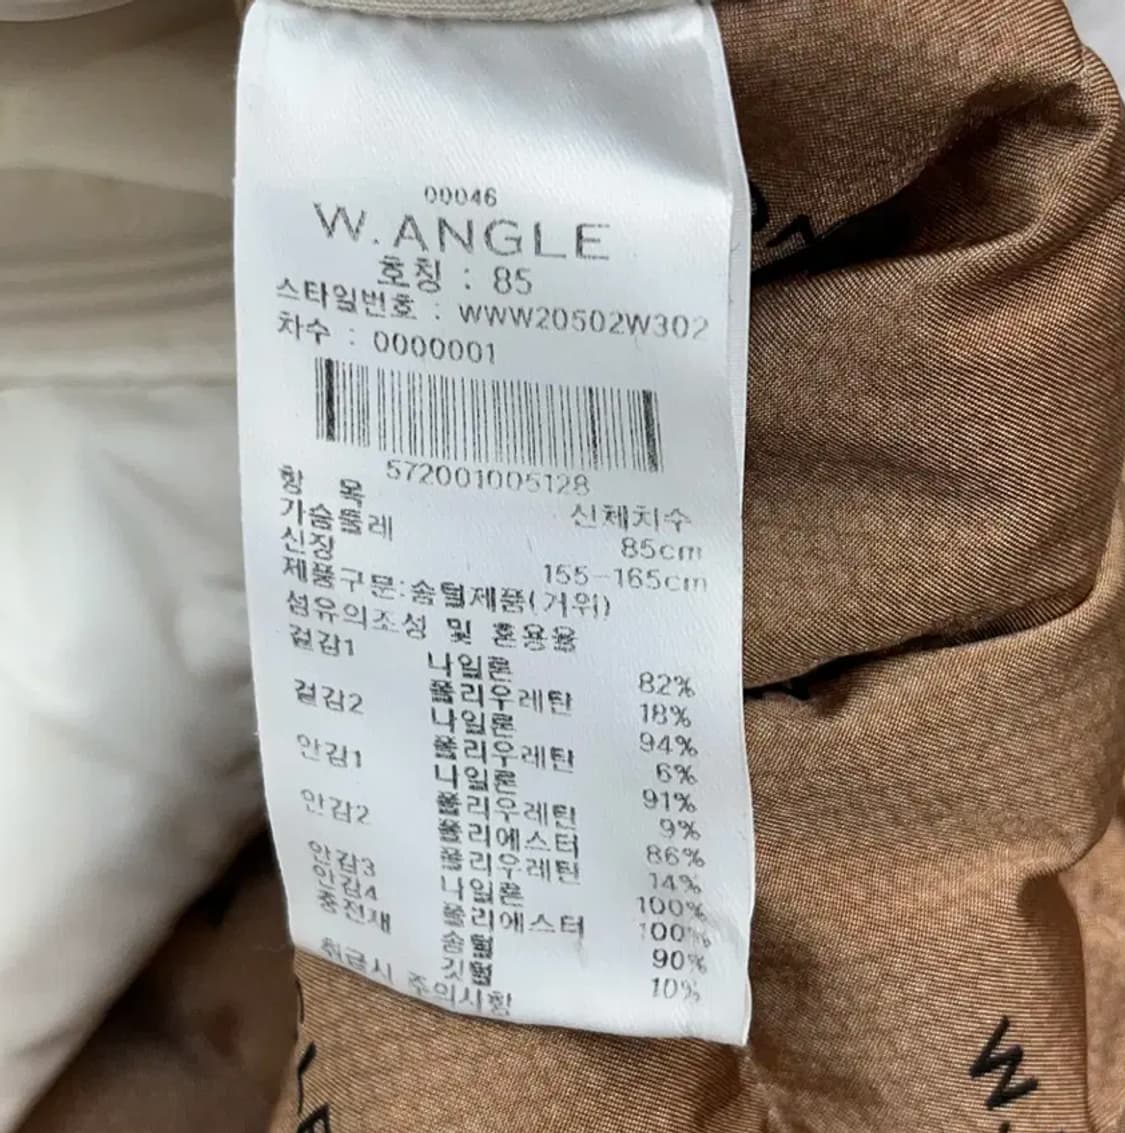 00046
W.ANGLE
호칭 : 85
스타일번호 : WWW20502W302
차수 : 0000001
572001005128
항 목 신체치수
가슴둘레 85cm
신장 155-165cm
제품구분:솜털제품(거위)
섬유의조성 및 혼용율
겉감1 나일론 82%
폴리우레탄 18%
겉감2 나일론 94%
폴리우레탄 6%
안감1 나일론 91%
폴리우레탄 9%
안감2 폴리에스터 86%
폴리우레탄 14%
안감3 나일론 100%
안감4 폴리에스터 100%
충전재 솜털 90%
깃털 10%
취급시 주의사항
W.